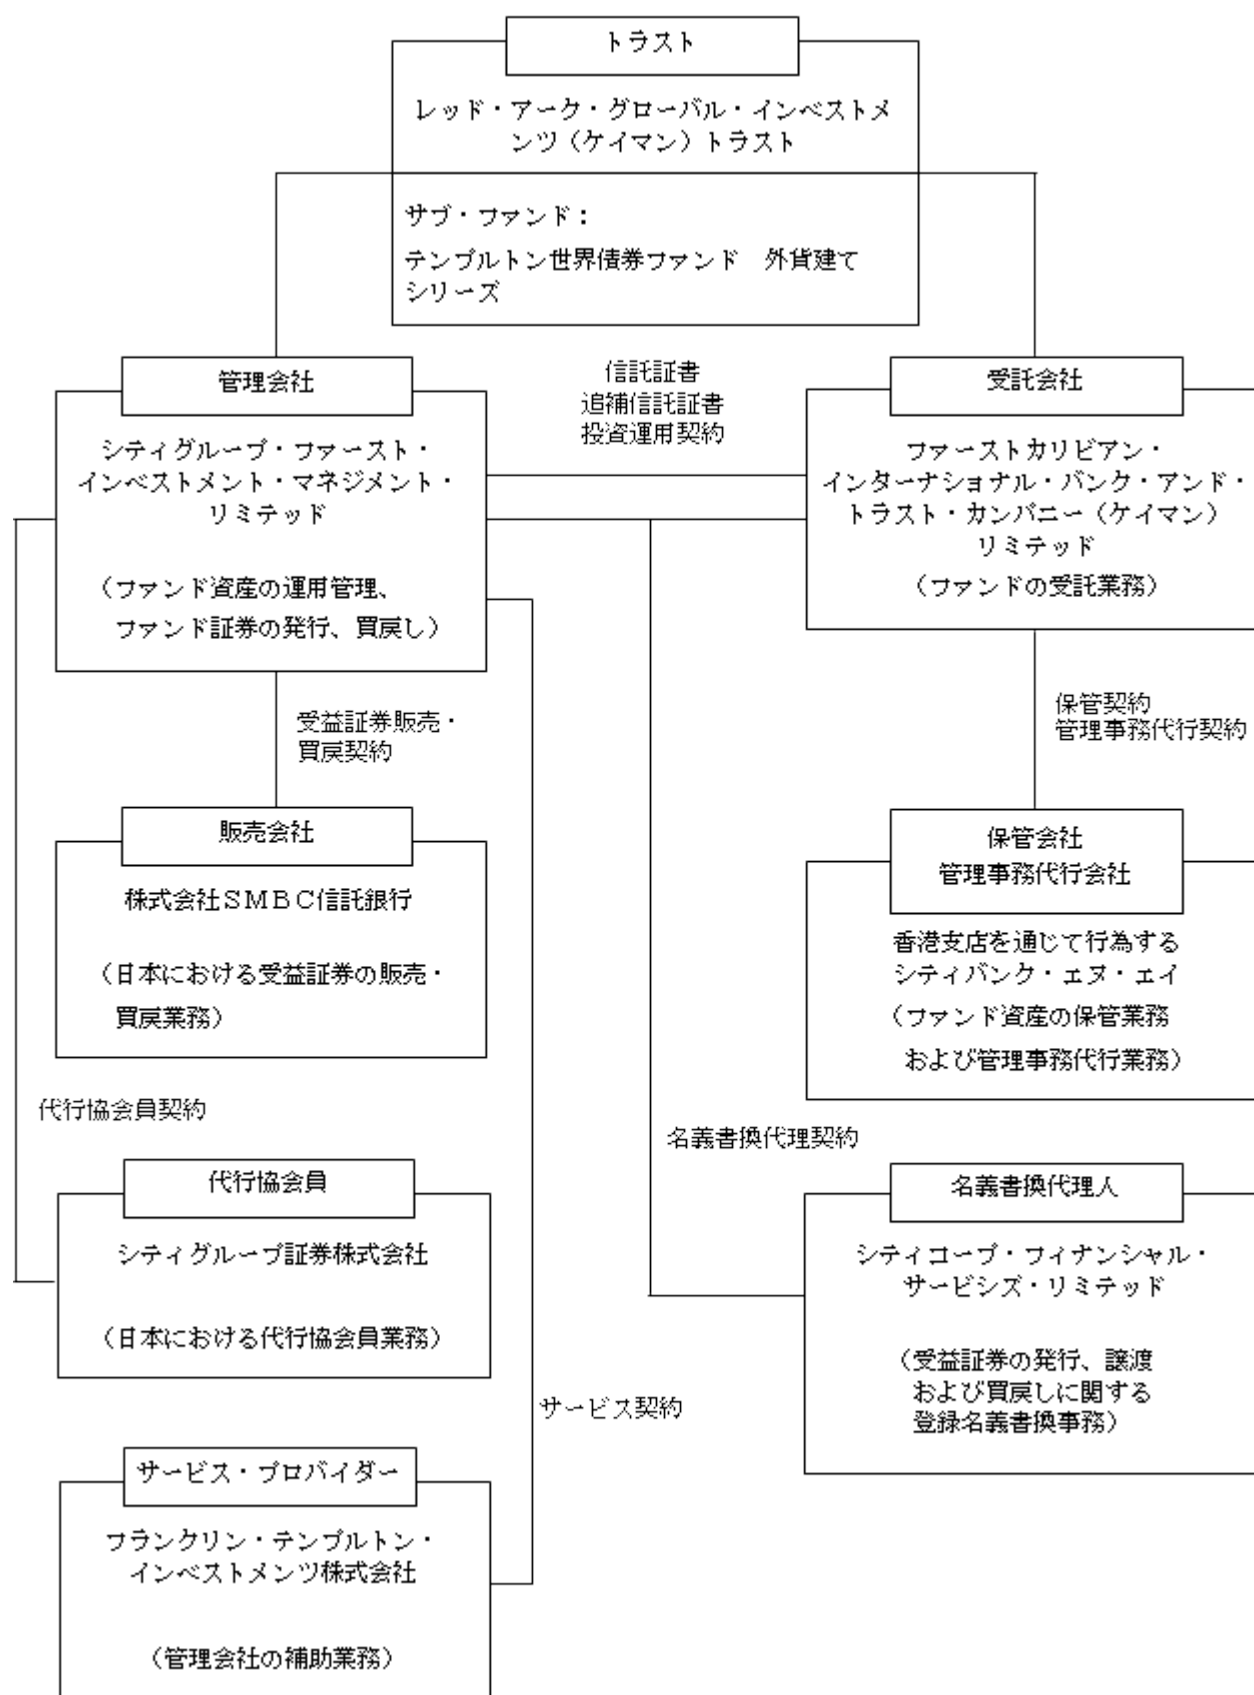 トラスト
レッド・アーク・グローバル・インベストメ
ンツ（ケイマン）トラスト
サブ・ファンド：
テンプルトン世界債券ファンド　外貨建て
シリーズ
管理会社
シティグループ・ファースト・
インベストメント・マネジメント・
リミテッド
（ファンド資産の運用管理、
ファンド証券の発行、買戻し）
信託証書
追補信託証書
投資運用契約
受託会社
ファーストカリビアン・
インターナショナル・バンク・アンド・
トラスト・カンパニー（ケイマン）
リミテッド
（ファンドの受託業務）
受益証券販売・
買戻契約
保管契約
管理事務代行契約
販売会社
株式会社ＳＭＢＣ信託銀行
（日本における受益証券の販売・
買戻業務）
保管会社
管理事務代行会社
香港支店を通じて行為する
シティバンク・エヌ・エイ
（ファンド資産の保管業務
および管理事務代行業務）
代行協会員契約
名義書換代理契約
代行協会員
シティグループ証券株式会社
（日本における代行協会員業務）
名義書換代理人
シティコープ・フィナンシャル・
サービシズ・リミテッド
（受益証券の発行、譲渡
および買戻しに関する
登録名義書換事務）
サービス契約
サービス・プロバイダー
フランクリン・テンプルトン・
インベストメンツ株式会社
（管理会社の補助業務）